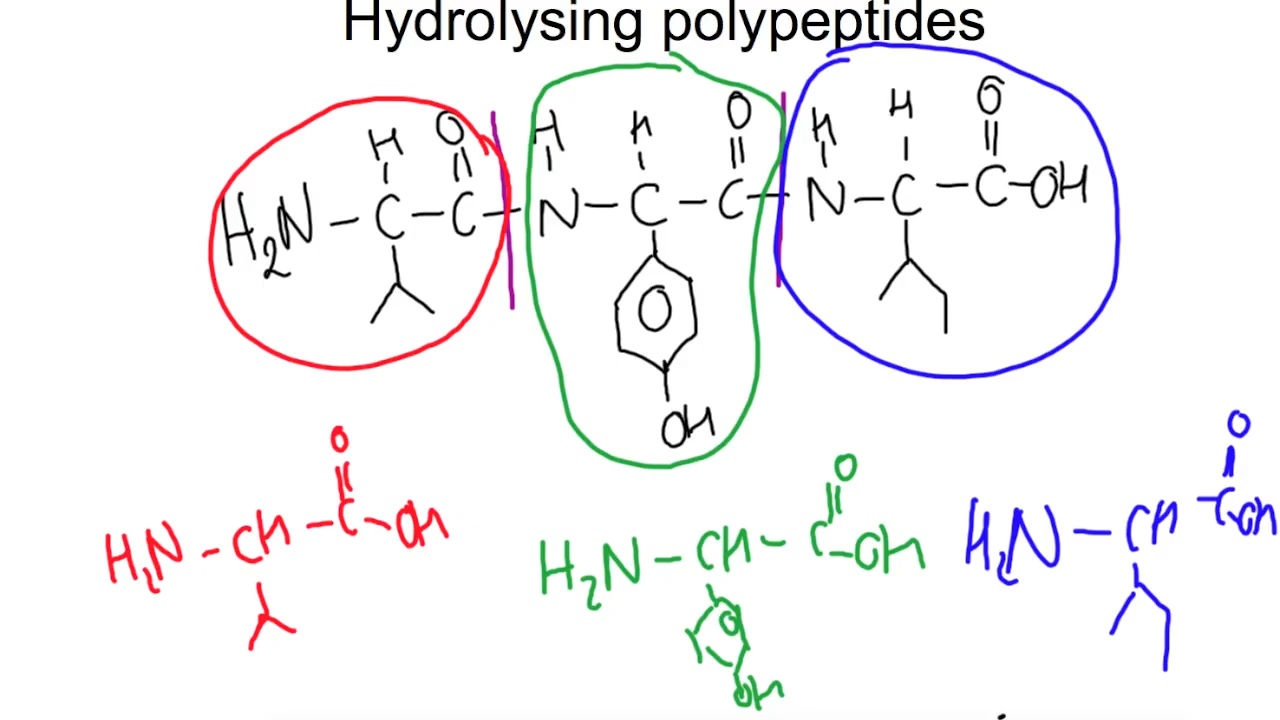 Hydrolysing polypeptides
H O H H O H H O
H₂N - C - C - N - C - C - N - C - C - OH
OH
O O O
H₂N - CH - C - OH H₂N - CH - C - OH H₂N - CH - C - OH
O
OH